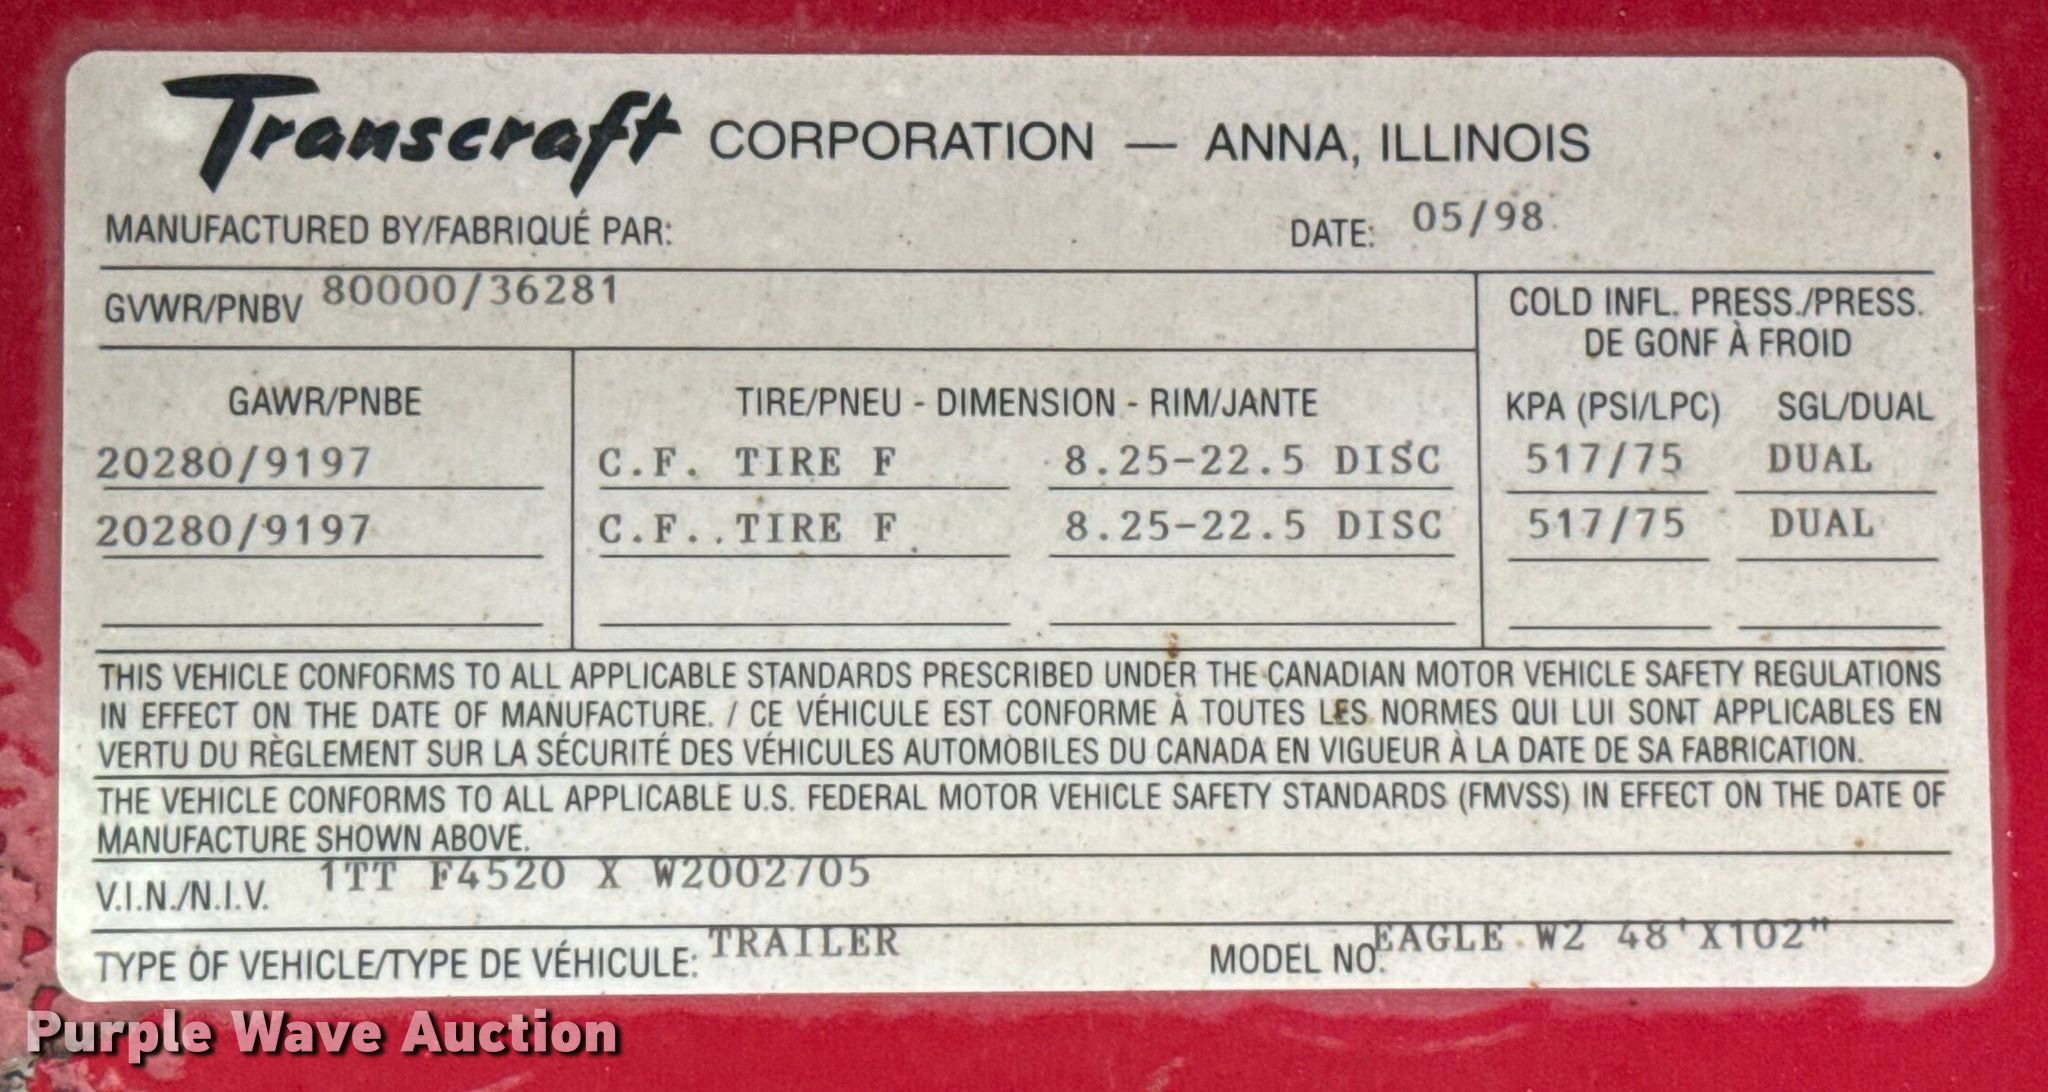 Transcraft CORPORATION — ANNA, ILLINOIS
MANUFACTURED BY/FABRIQUÉ PAR: DATE: 05/98
GVWR/PNBV 80000/36281
COLD INFL. PRESS./PRESS.
DE GONF À FROID
GAWR/PNBE TIRE/PNEU - DIMENSION - RIM/JANTE KPA (PSI/LPC) SGL/DUAL
20280/9197 C.F. TIRE F 8.25-22.5 DISC 517/75 DUAL
20280/9197 C.F. TIRE F 8.25-22.5 DISC 517/75 DUAL
THIS VEHICLE CONFORMS TO ALL APPLICABLE STANDARDS PRESCRIBED UNDER THE CANADIAN MOTOR VEHICLE SAFETY REGULATIONS
IN EFFECT ON THE DATE OF MANUFACTURE. / CE VÉHICULE EST CONFORME À TOUTES LES NORMES QUI LUI SONT APPLICABLES EN
VERTU DU RÈGLEMENT SUR LA SÉCURITÉ DES VÉHICULES AUTOMOBILES DU CANADA EN VIGUEUR À LA DATE DE SA FABRICATION.
THE VEHICLE CONFORMS TO ALL APPLICABLE U.S. FEDERAL MOTOR VEHICLE SAFETY STANDARDS (FMVSS) IN EFFECT ON THE DATE OF
MANUFACTURE SHOWN ABOVE.
V.I.N./N.I.V. 1TT F4520 X W2002705
TYPE OF VEHICLE/TYPE DE VÉHICULE: TRAILER MODEL NO. EAGLE W2 48'X102"
Purple Wave Auction